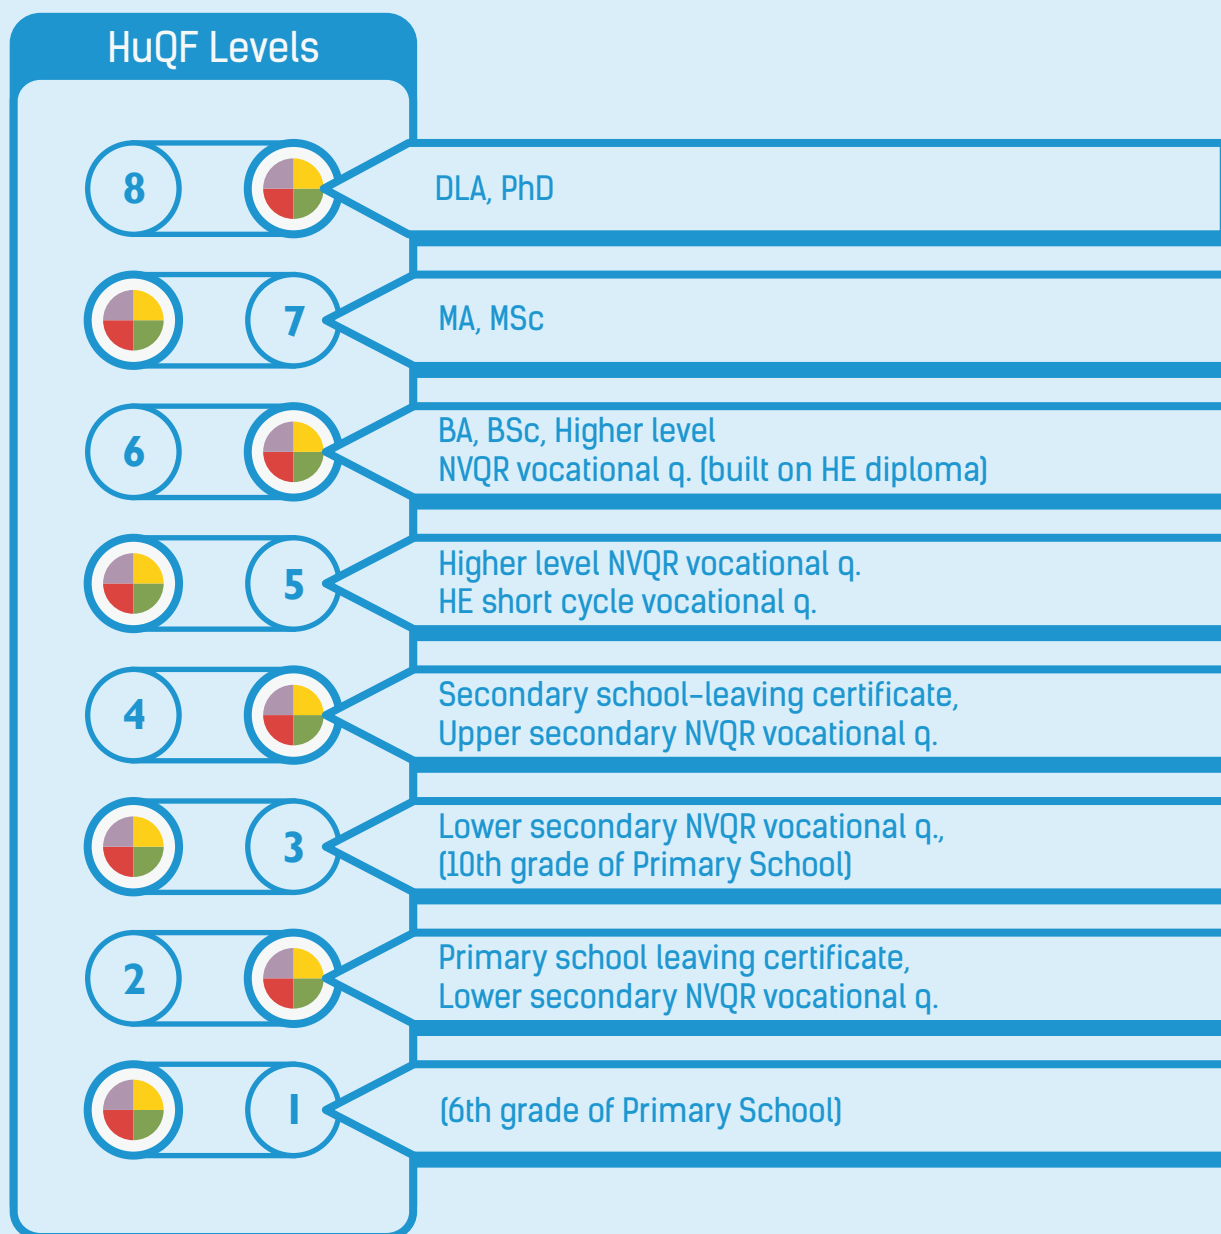 HuQF Levels
8
DLA, PhD
7
MA, MSc
6
BA, BSc, Higher level
NVQR vocational q. (built on HE diploma)
5
Higher level NVQR vocational q.
HE short cycle vocational q.
4
Secondary school-leaving certificate,
Upper secondary NVQR vocational q.
3
Lower secondary NVQR vocational q.,
(10th grade of Primary School)
2
Primary school leaving certificate,
Lower secondary NVQR vocational q.
1
(6th grade of Primary School)